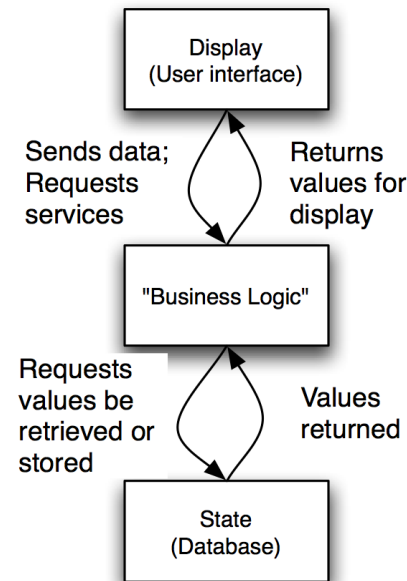 Display
(User interface)
Sends data;
Requests
services
Returns
values for
display
"Business Logic"
Requests
values be
retrieved or
stored
Values
returned
State
(Database)